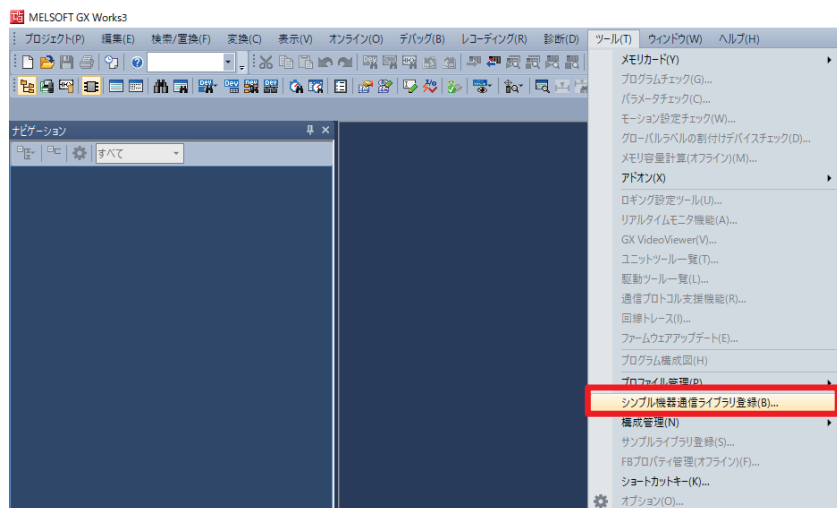 MELSOFT GX Works3
プロジェクト(P) 編集(E) 検索/置換(F) 変換(C) 表示(V) オンライン(O) デバッグ(B) レコーディング(R) 診断(D) ツール(T) ウィンドウ(W) ヘルプ(H)
ナビゲーション
すべて
メモリカード(Y)
プログラムチェック(G)...
パラメータチェック(C)...
モーション設定チェック(W)...
グローバルラベルの割付けデバイスチェック(D)...
メモリ容量計算(オフライン)(M)...
アドオン(X)
ロギング設定ツール(U)...
リアルタイムモニタ機能(A)...
GX VideoViewer(V)...
ユニットツール一覧(T)...
駆動ツール一覧(L)...
通信プロトコル支援機能(R)...
回線トレース(I)...
ファームウェアアップデート(E)...
プログラム構成図(H)
プロファイル管理(P)
シンプル機器通信ライブラリ登録(B)...
構成管理(N)
サンプルライブラリ登録(S)...
FBプロパティ管理(オフライン)(F)...
ショートカットキー(K)...
オプション(O)...